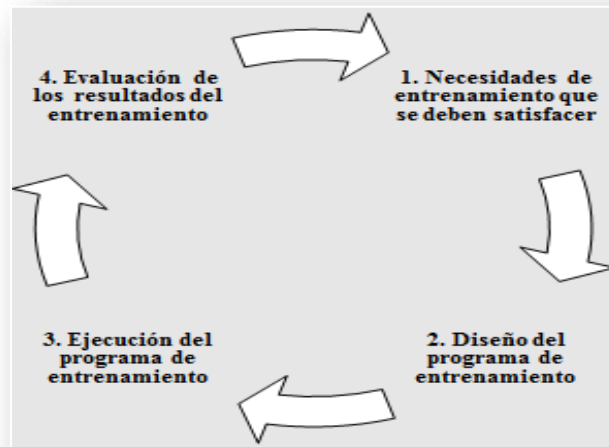 4. Evaluación de
los resultados del
entrenamiento
1. Necesidades de
entrenamiento que
se deben satisfacer
3. Ejecución del
programa de
entrenamiento
2. Diseño del
programa de
entrenamiento